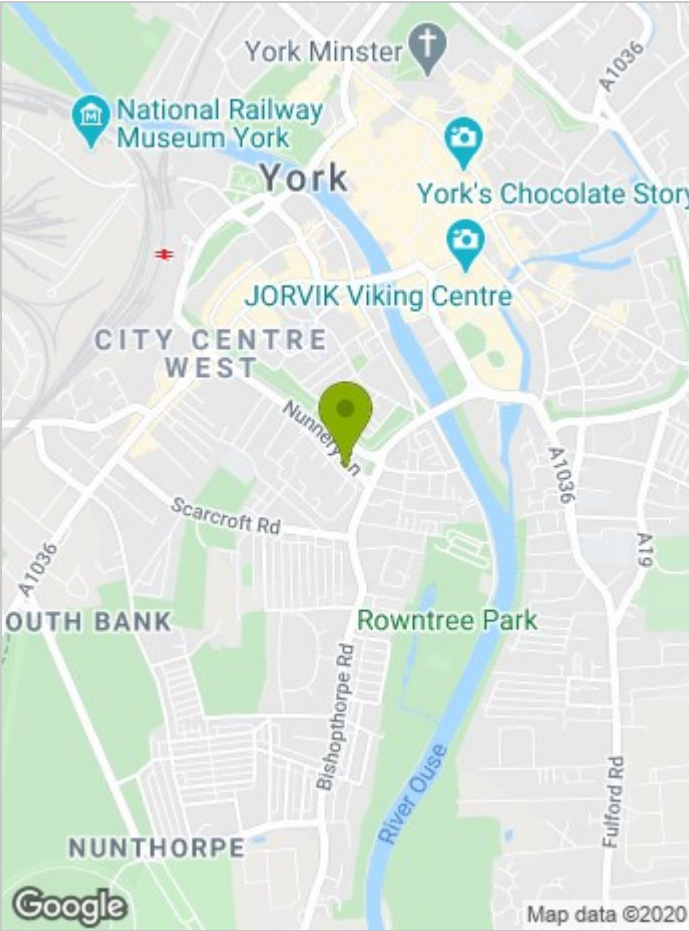 York Minster
A1036
National Railway
Museum York
M
York
York's Chocolate Story
JORVIK Viking Centre
CITY CENTRE
WEST
Nunnery Ln
Scarcroft Rd
A1036
A1036
A19
OUTH BANK
Rowntree Park
Bishopthorpe Rd
River Ouse
Fulford Rd
NUNTHORPE
Google
Map data ©2020